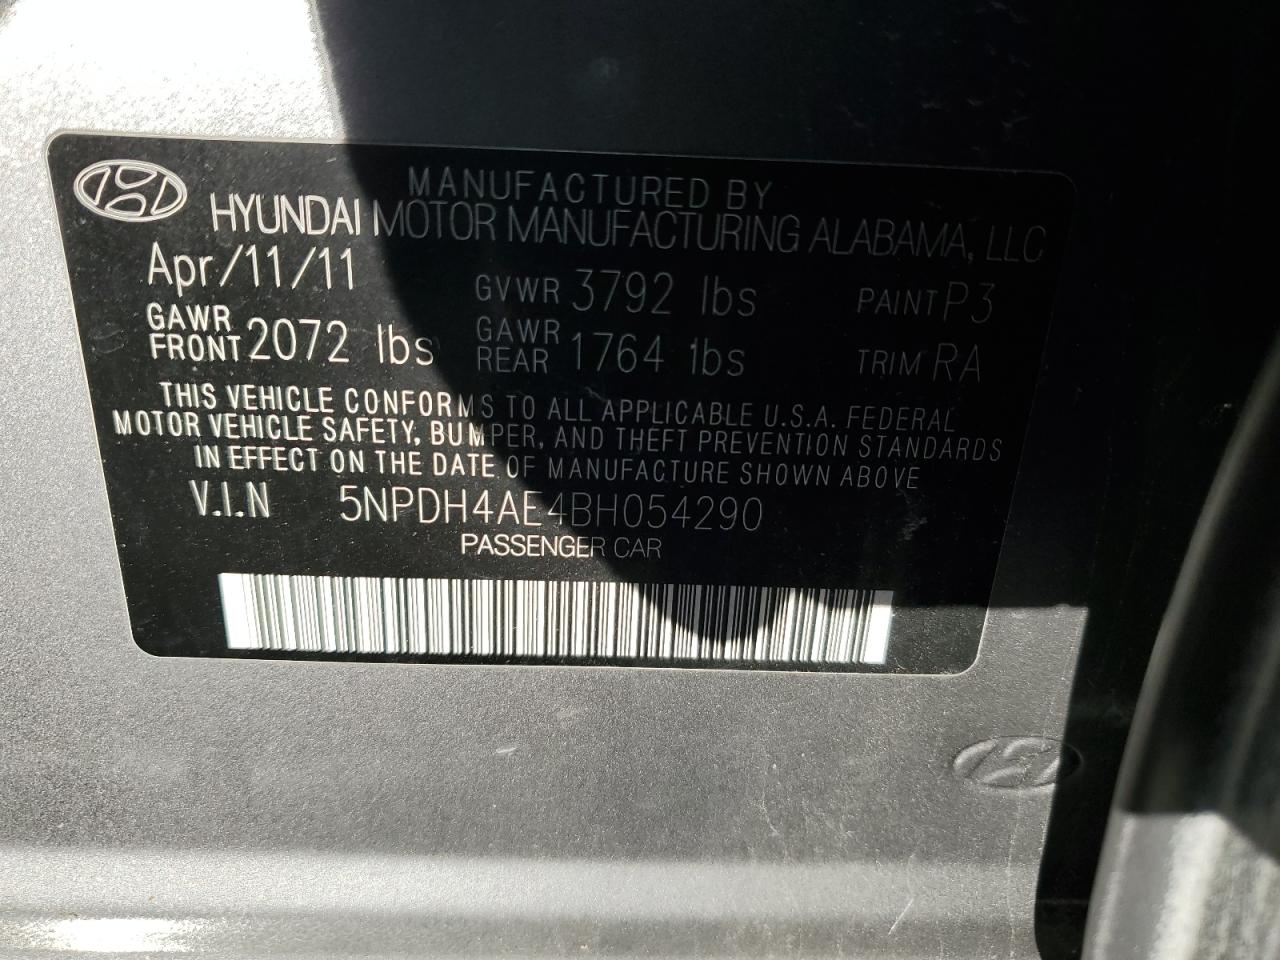 MANUFACTURED BY
HYUNDAI MOTOR MANUFACTURING ALABAMA, LLC
Apr/11/11 GVWR 3792 lbs PAINT P3
GAWR FRONT 2072 lbs GAWR REAR 1764 lbs TRIM RA
THIS VEHICLE CONFORMS TO ALL APPLICABLE U.S.A. FEDERAL
MOTOR VEHICLE SAFETY, BUMPER, AND THEFT PREVENTION STANDARDS
IN EFFECT ON THE DATE OF MANUFACTURE SHOWN ABOVE
V.I.N 5NPDH4AE4BH054290
PASSENGER CAR